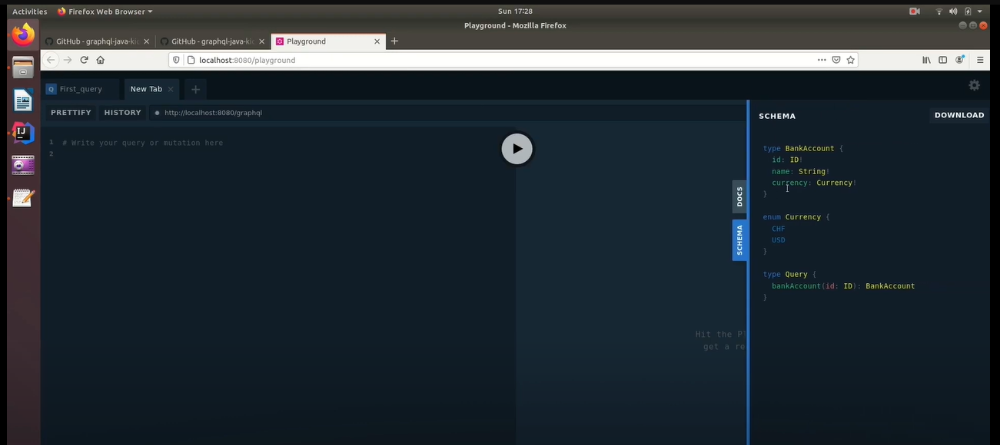 Activities Firefox Web Browser Sun 17:28
Playground - Mozilla Firefox
GitHub - graphql-java-kic GitHub - graphql-java-kic Playground
localhost:8080/playground
Q First_query New Tab
PRETTIFY HISTORY http://localhost:8080/graphql
SCHEMA DOWNLOAD
1 # Write your query or mutation here
2
Hit the Pl
get a re
DOCS
SCHEMA
type BankAccount {
id: ID!
name: String!
currency: Currency!
}
enum Currency {
CHF
USD
}
type Query {
bankAccount(id: ID): BankAccount
}
IJ